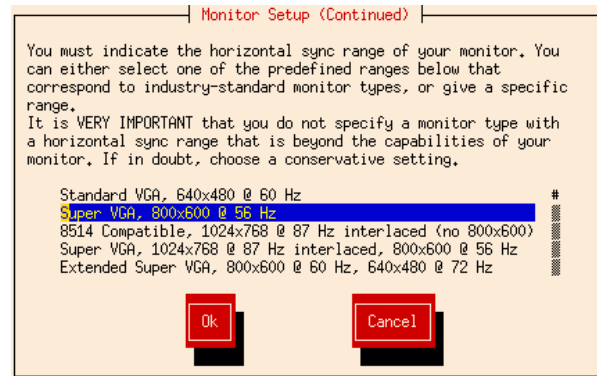 Monitor Setup (Continued)
You must indicate the horizontal sync range of your monitor. You
can either select one of the predefined ranges below that
correspond to industry-standard monitor types, or give a specific
range.
It is VERY IMPORTANT that you do not specify a monitor type with
a horizontal sync range that is beyond the capabilities of your
monitor. If in doubt, choose a conservative setting.
Standard VGA, 640x480 @ 60 Hz #
Super VGA, 800x600 @ 56 Hz
8514 Compatible, 1024x768 @ 87 Hz interlaced (no 800x600)
Super VGA, 1024x768 @ 87 Hz interlaced, 800x600 @ 56 Hz
Extended Super VGA, 800x600 @ 60 Hz, 640x480 @ 72 Hz
Ok Cancel